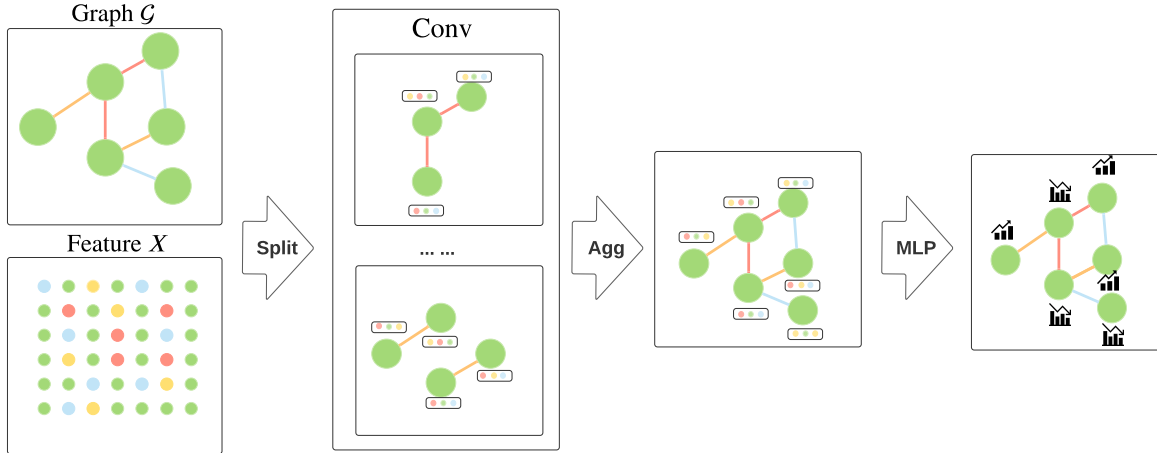 Graph 𝒢
Feature X
Split
Conv
... ...
Agg
MLP